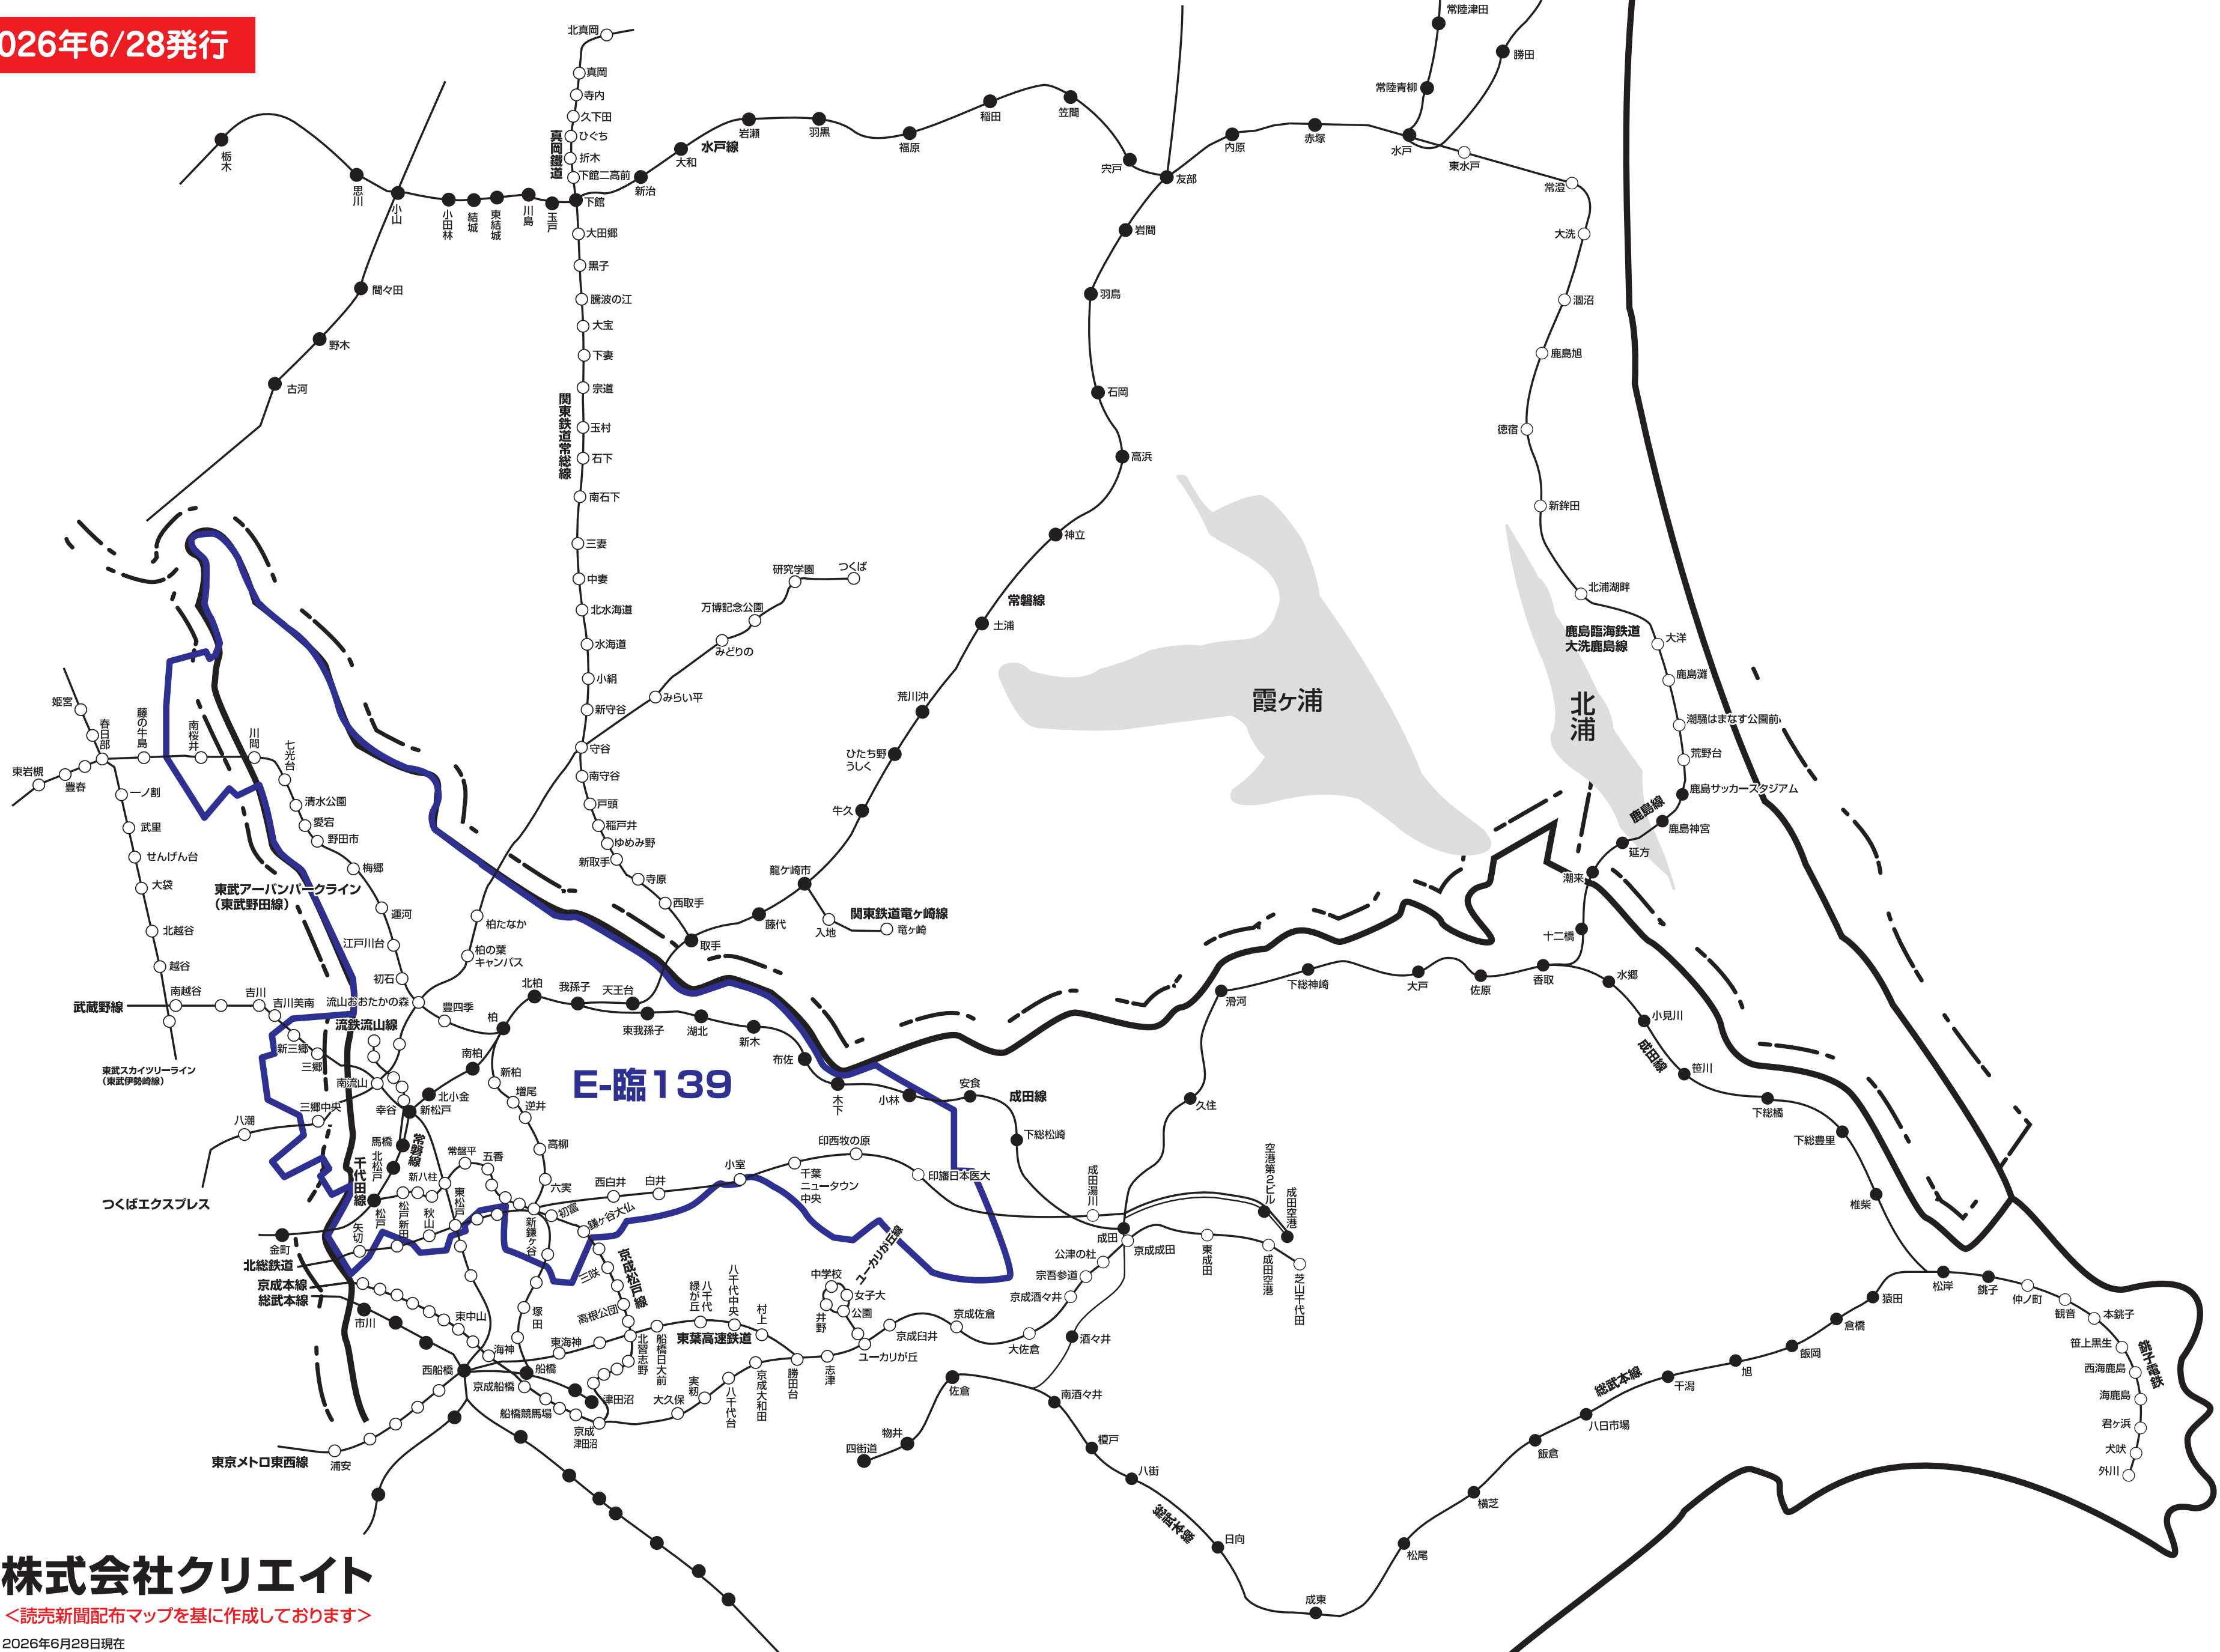 026年6/28発行
北真岡
真岡
寺内
久下田
ひぐち
折木
下館二高前
真岡鐵道
栃木
思川
小山
小田林
結城
東結城
川島
玉戸
下館
新治
大和
水戸線
岩瀬
羽黒
福原
稲田
笠間
宍戸
友部
内原
赤塚
水戸
常陸青柳
常陸津田
勝田
東水戸
常澄
大洗
涸沼
鹿島旭
徳宿
新鉾田
北浦湖畔
大洋
鹿島灘
潮騒はまなす公園前
荒野台
鹿島サッカースタジアム
鹿島神宮
鹿島線
延方
潮来
十二橋
鹿島臨海鉄道
大洗鹿島線
間々田
野木
古河
大田郷
黒子
騰波の江
大宝
下妻
宗道
玉村
石下
南石下
三妻
中妻
北水海道
水海道
小絹
新守谷
守谷
南守谷
戸頭
稲戸井
ゆめみ野
新取手
寺原
西取手
取手
関東鉄道常総線
岩間
羽鳥
石岡
高浜
神立
土浦
常磐線
荒川沖
ひたち野
うしく
牛久
龍ケ崎市
藤代
入地
竜ヶ崎
関東鉄道竜ヶ崎線
霞ヶ浦
北浦
つくば
研究学園
万博記念公園
みどりの
みらい平
柏たなか
柏の葉
キャンパス
姫宮
春日部
藤の牛島
南桜井
川間
七光台
東岩槻
豊春
一ノ割
武里
せんげん台
大袋
北越谷
越谷
清水公園
愛宕
野田市
梅郷
運河
江戸川台
初石
流山おおたかの森
豊四季
東武アーバンパークライン
(東武野田線)
武蔵野線
南越谷
吉川
吉川美南
新三郷
三郷
流鉄流山線
東武スカイツリーライン
(東武伊勢崎線)
南流山
三郷中央
八潮
つくばエクスプレス
柏
北柏
我孫子
天王台
東我孫子
湖北
新木
布佐
木下
小林
安食
成田線
下総松崎
南柏
新柏
増尾
逆井
高柳
六実
北小金
新松戸
幸谷
馬橋
北松戸
常磐線
千代田線
松戸
金町
矢切
松戸新田
新八柱
常盤平
五香
秋山
東松戸
新鎌ヶ谷
初富
鎌ヶ谷大仏
西白井
白井
小室
千葉
ニュータウン
中央
印西牧の原
印旛日本医大
成田湯川
空港第2ビル
成田空港
成田
京成成田
東成田
成田空港
芝山千代田
公津の杜
宗吾参道
京成酒々井
大佐倉
京成佐倉
京成臼井
ユーカリが丘
ユーカリが丘線
中学校
女子大
公園
井野
志津
勝田台
村上
八千代中央
八千代
緑が丘
東葉高速鉄道
船橋日大前
北習志野
高根公団
三咲
京成松戸線
E-臨139
北総鉄道
京成本線
総武本線
市川
東中山
海神
塚田
東海神
西船橋
船橋
京成船橋
船橋競馬場
津田沼
京成
津田沼
大久保
実籾
八千代台
京成大和田
東京メトロ東西線
浦安
滑河
下総神崎
大戸
佐原
香取
水郷
小見川
成田線
笹川
下総橘
下総豊里
椎柴
久住
酒々井
南酒々井
佐倉
物井
四街道
榎戸
八街
総武本線
日向
成東
松尾
横芝
飯倉
八日市場
総武本線
干潟
旭
飯岡
倉橋
猿田
松岸
銚子
仲ノ町
観音
本銚子
笹上黒生
西海鹿島
海鹿島
君ヶ浜
犬吠
外川
銚子電鉄
株式会社クリエイト
<読売新聞配布マップを基に作成しております>
2026年6月28日現在